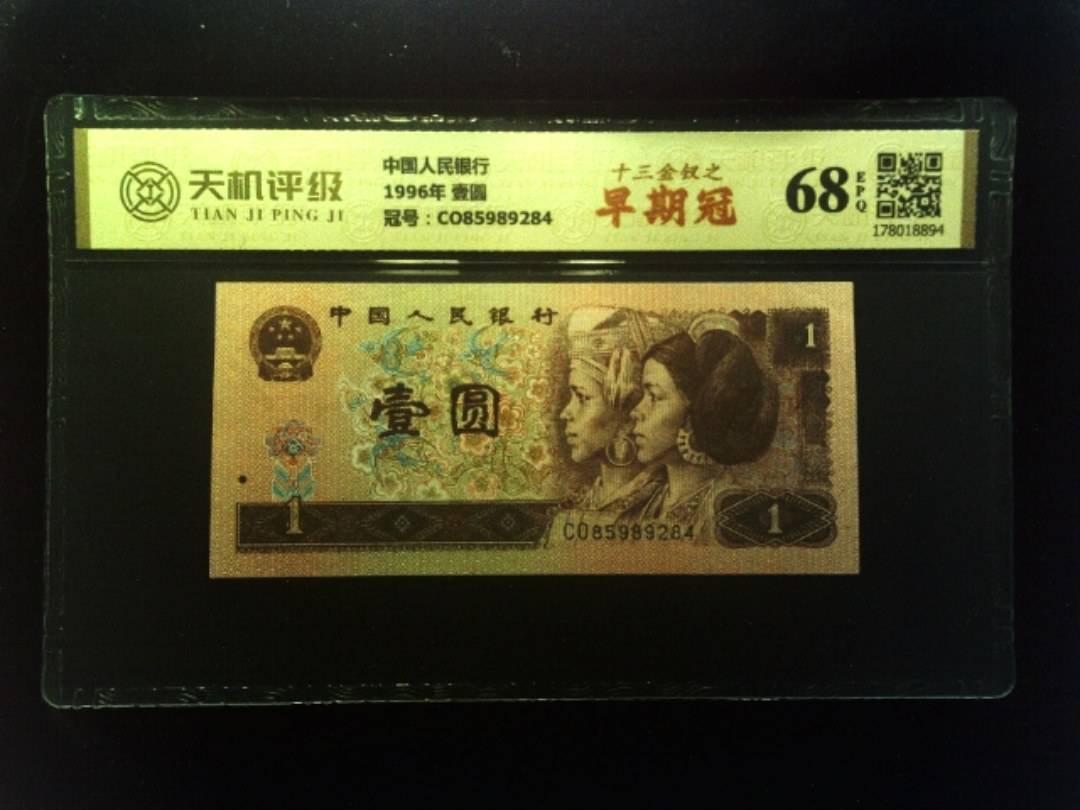 天机评级
TIAN JI PING JI
中国人民银行
1996年 壹圆
冠号：CO85989284
十三金钗之
早期冠
68
EPQ
178018894
中国人民银行
1
壹圆
1
CO85989284
1